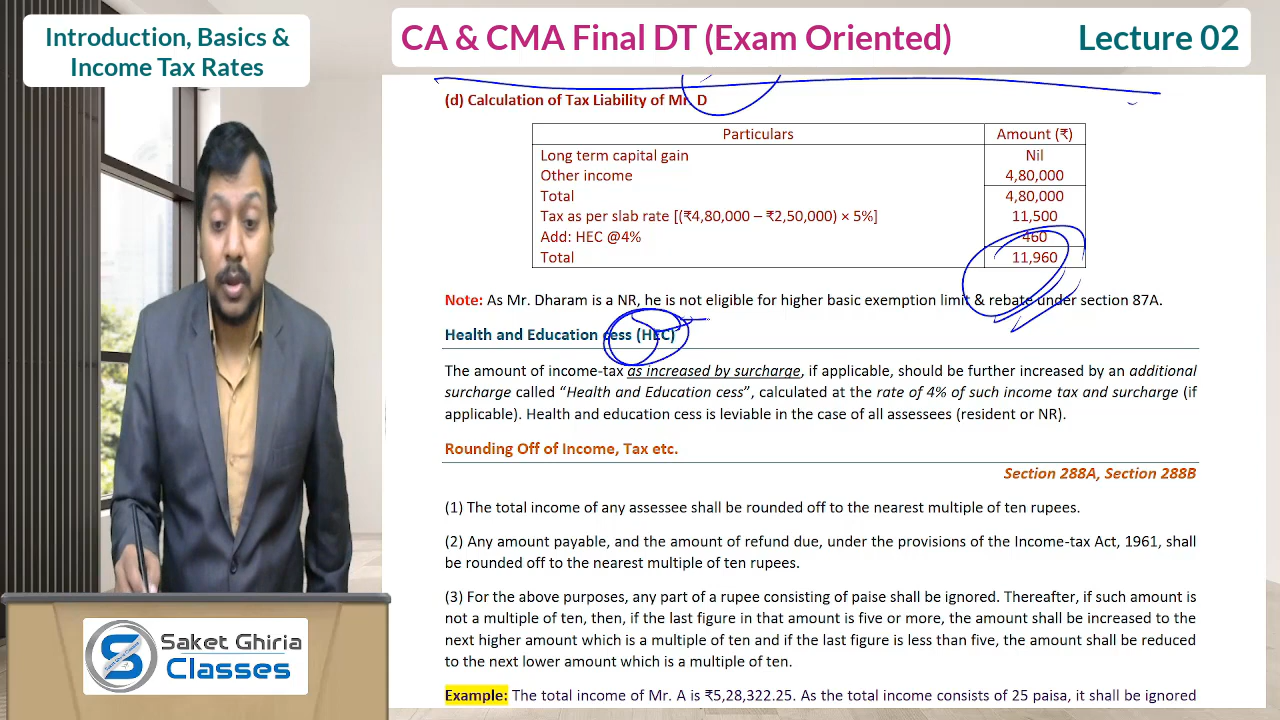 Introduction, Basics &
Income Tax Rates
CA & CMA Final DT (Exam Oriented)
Lecture 02
(d) Calculation of Tax Liability of Mr. D
Particulars Amount (₹)
Long term capital gain Nil
Other income 4,80,000
Total 4,80,000
Tax as per slab rate [(₹4,80,000 – ₹2,50,000) × 5%] 11,500
Add: HEC @4% 460
Total 11,960
Note: As Mr. Dharam is a NR, he is not eligible for higher basic exemption limit & rebate under section 87A.
Health and Education cess (HEC)
The amount of income-tax as increased by surcharge, if applicable, should be further increased by an additional
surcharge called “Health and Education cess”, calculated at the rate of 4% of such income tax and surcharge (if
applicable). Health and education cess is leviable in the case of all assessees (resident or NR).
Rounding Off of Income, Tax etc.
Section 288A, Section 288B
(1) The total income of any assessee shall be rounded off to the nearest multiple of ten rupees.
(2) Any amount payable, and the amount of refund due, under the provisions of the Income-tax Act, 1961, shall
be rounded off to the nearest multiple of ten rupees.
(3) For the above purposes, any part of a rupee consisting of paise shall be ignored. Thereafter, if such amount is
not a multiple of ten, then, if the last figure in that amount is five or more, the amount shall be increased to the
next higher amount which is a multiple of ten and if the last figure is less than five, the amount shall be reduced
to the next lower amount which is a multiple of ten.
Example: The total income of Mr. A is ₹5,28,322.25. As the total income consists of 25 paisa, it shall be ignored
Saket Ghiria
Classes